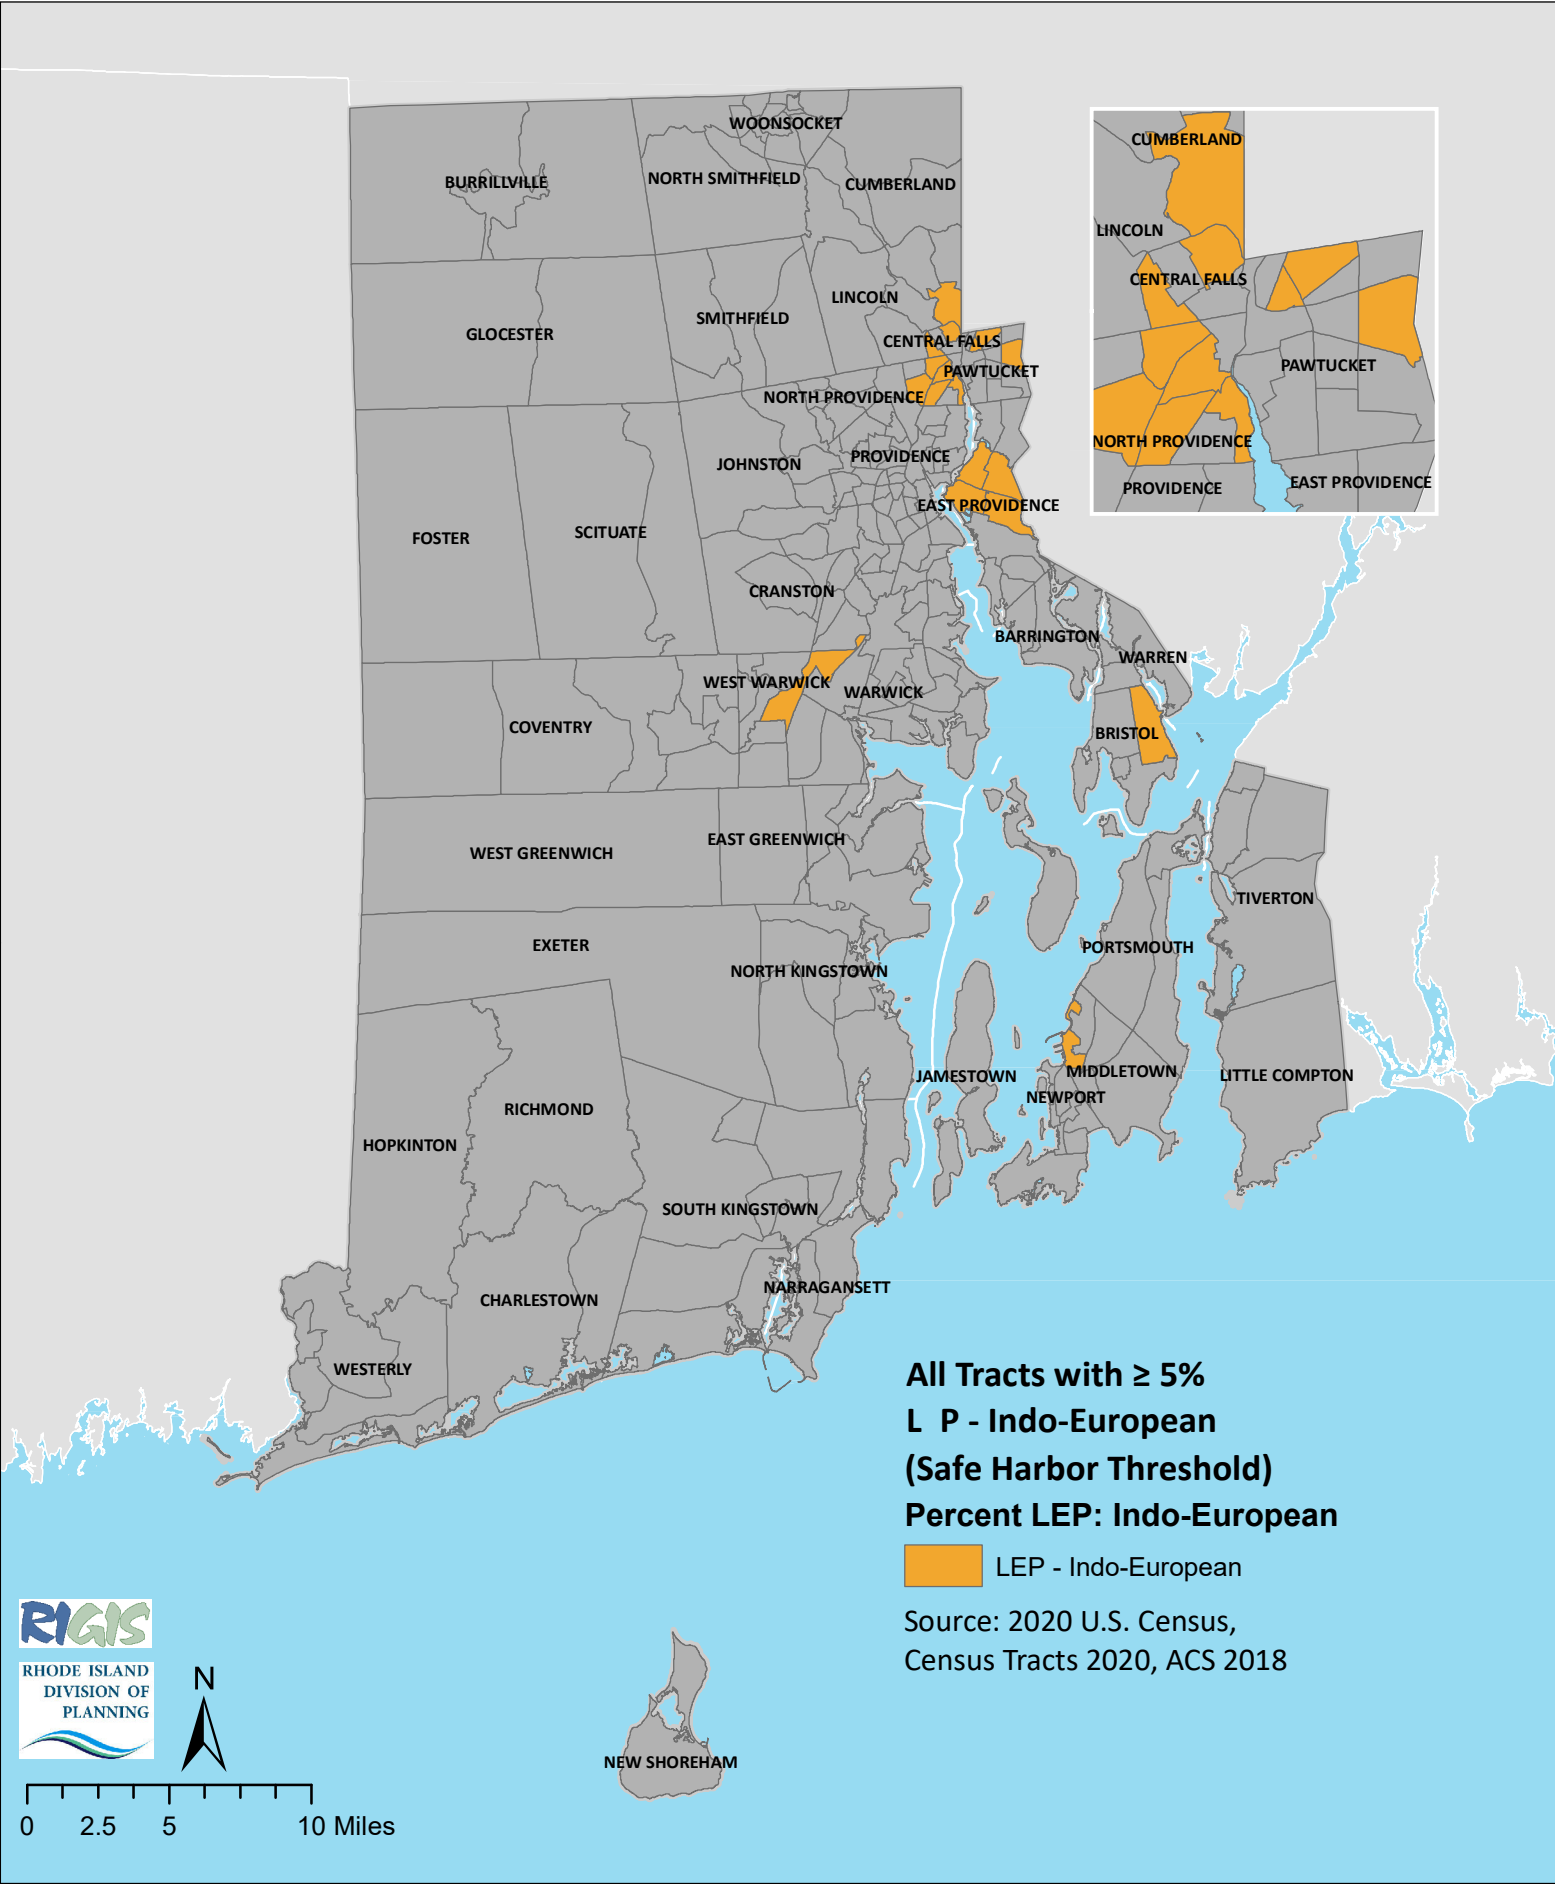 WOONSOCKET
BURRILLVILLE
NORTH SMITHFIELD
CUMBERLAND
LINCOLN
GLOCESTER
SMITHFIELD
CENTRAL FALLS
PAWTUCKET
NORTH PROVIDENCE
JOHNSTON
PROVIDENCE
EAST PROVIDENCE
FOSTER
SCITUATE
CRANSTON
BARRINGTON
WARREN
WEST WARWICK
WARWICK
COVENTRY
BRISTOL
EAST GREENWICH
WEST GREENWICH
TIVERTON
EXETER
PORTSMOUTH
NORTH KINGSTOWN
JAMESTOWN
MIDDLETOWN
LITTLE COMPTON
NEWPORT
RICHMOND
HOPKINTON
SOUTH KINGSTOWN
NARRAGANSETT
CHARLESTOWN
WESTERLY
NEW SHOREHAM
CUMBERLAND
LINCOLN
CENTRAL FALLS
PAWTUCKET
NORTH PROVIDENCE
PROVIDENCE
EAST PROVIDENCE
All Tracts with ≥ 5%
L P - Indo-European
(Safe Harbor Threshold)
Percent LEP: Indo-European
LEP - Indo-European
Source: 2020 U.S. Census,
Census Tracts 2020, ACS 2018
RIGIS
RHODE ISLAND
DIVISION OF
PLANNING
N
0 2.5 5 10 Miles